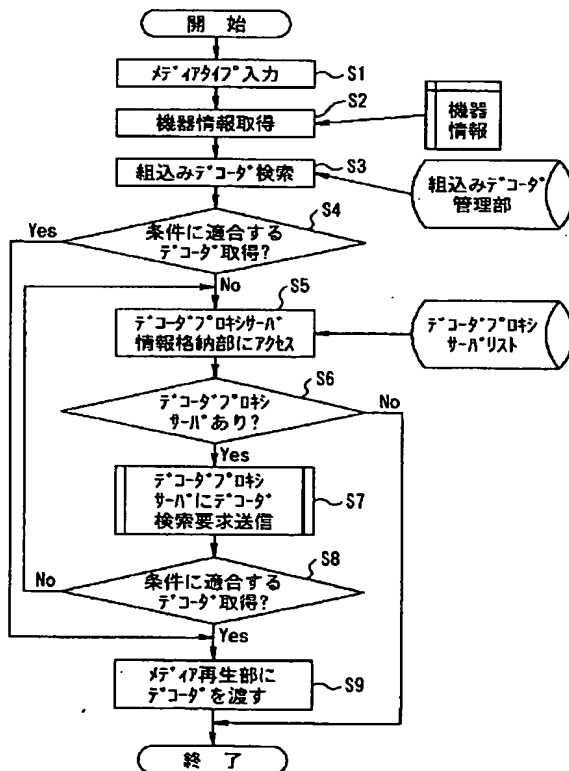 開 始
メディアタイプ入力
S1
機器情報取得
S2
機器
情報
組込みデコーダ検索
S3
組込みデコーダ
管理部
S4
条件に適合する
デコーダ取得?
Yes
No
S5
デコーダプロキシサーバ
情報格納部にアクセス
デコーダプロキシ
サーバリスト
S6
デコーダプロキシ
サーバあり?
No
Yes
デコーダプロキシ
サーバにデコーダ
検索要求送信
S7
S8
条件に適合する
デコーダ取得?
No
Yes
メディア再生部に
デコーダを渡す
S9
終 了